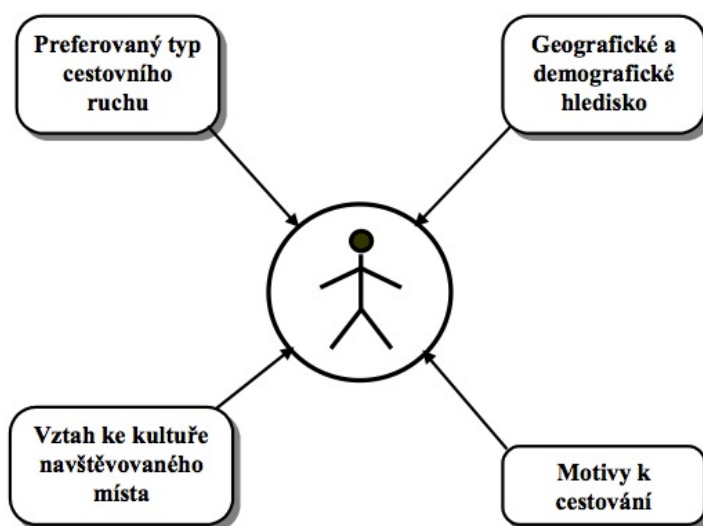 Preferovaný typ
cestovního
ruchu
Geografické a
demografické
hledisko
Vztah ke kultuře
navštěvovaného
místa
Motivy k
cestování